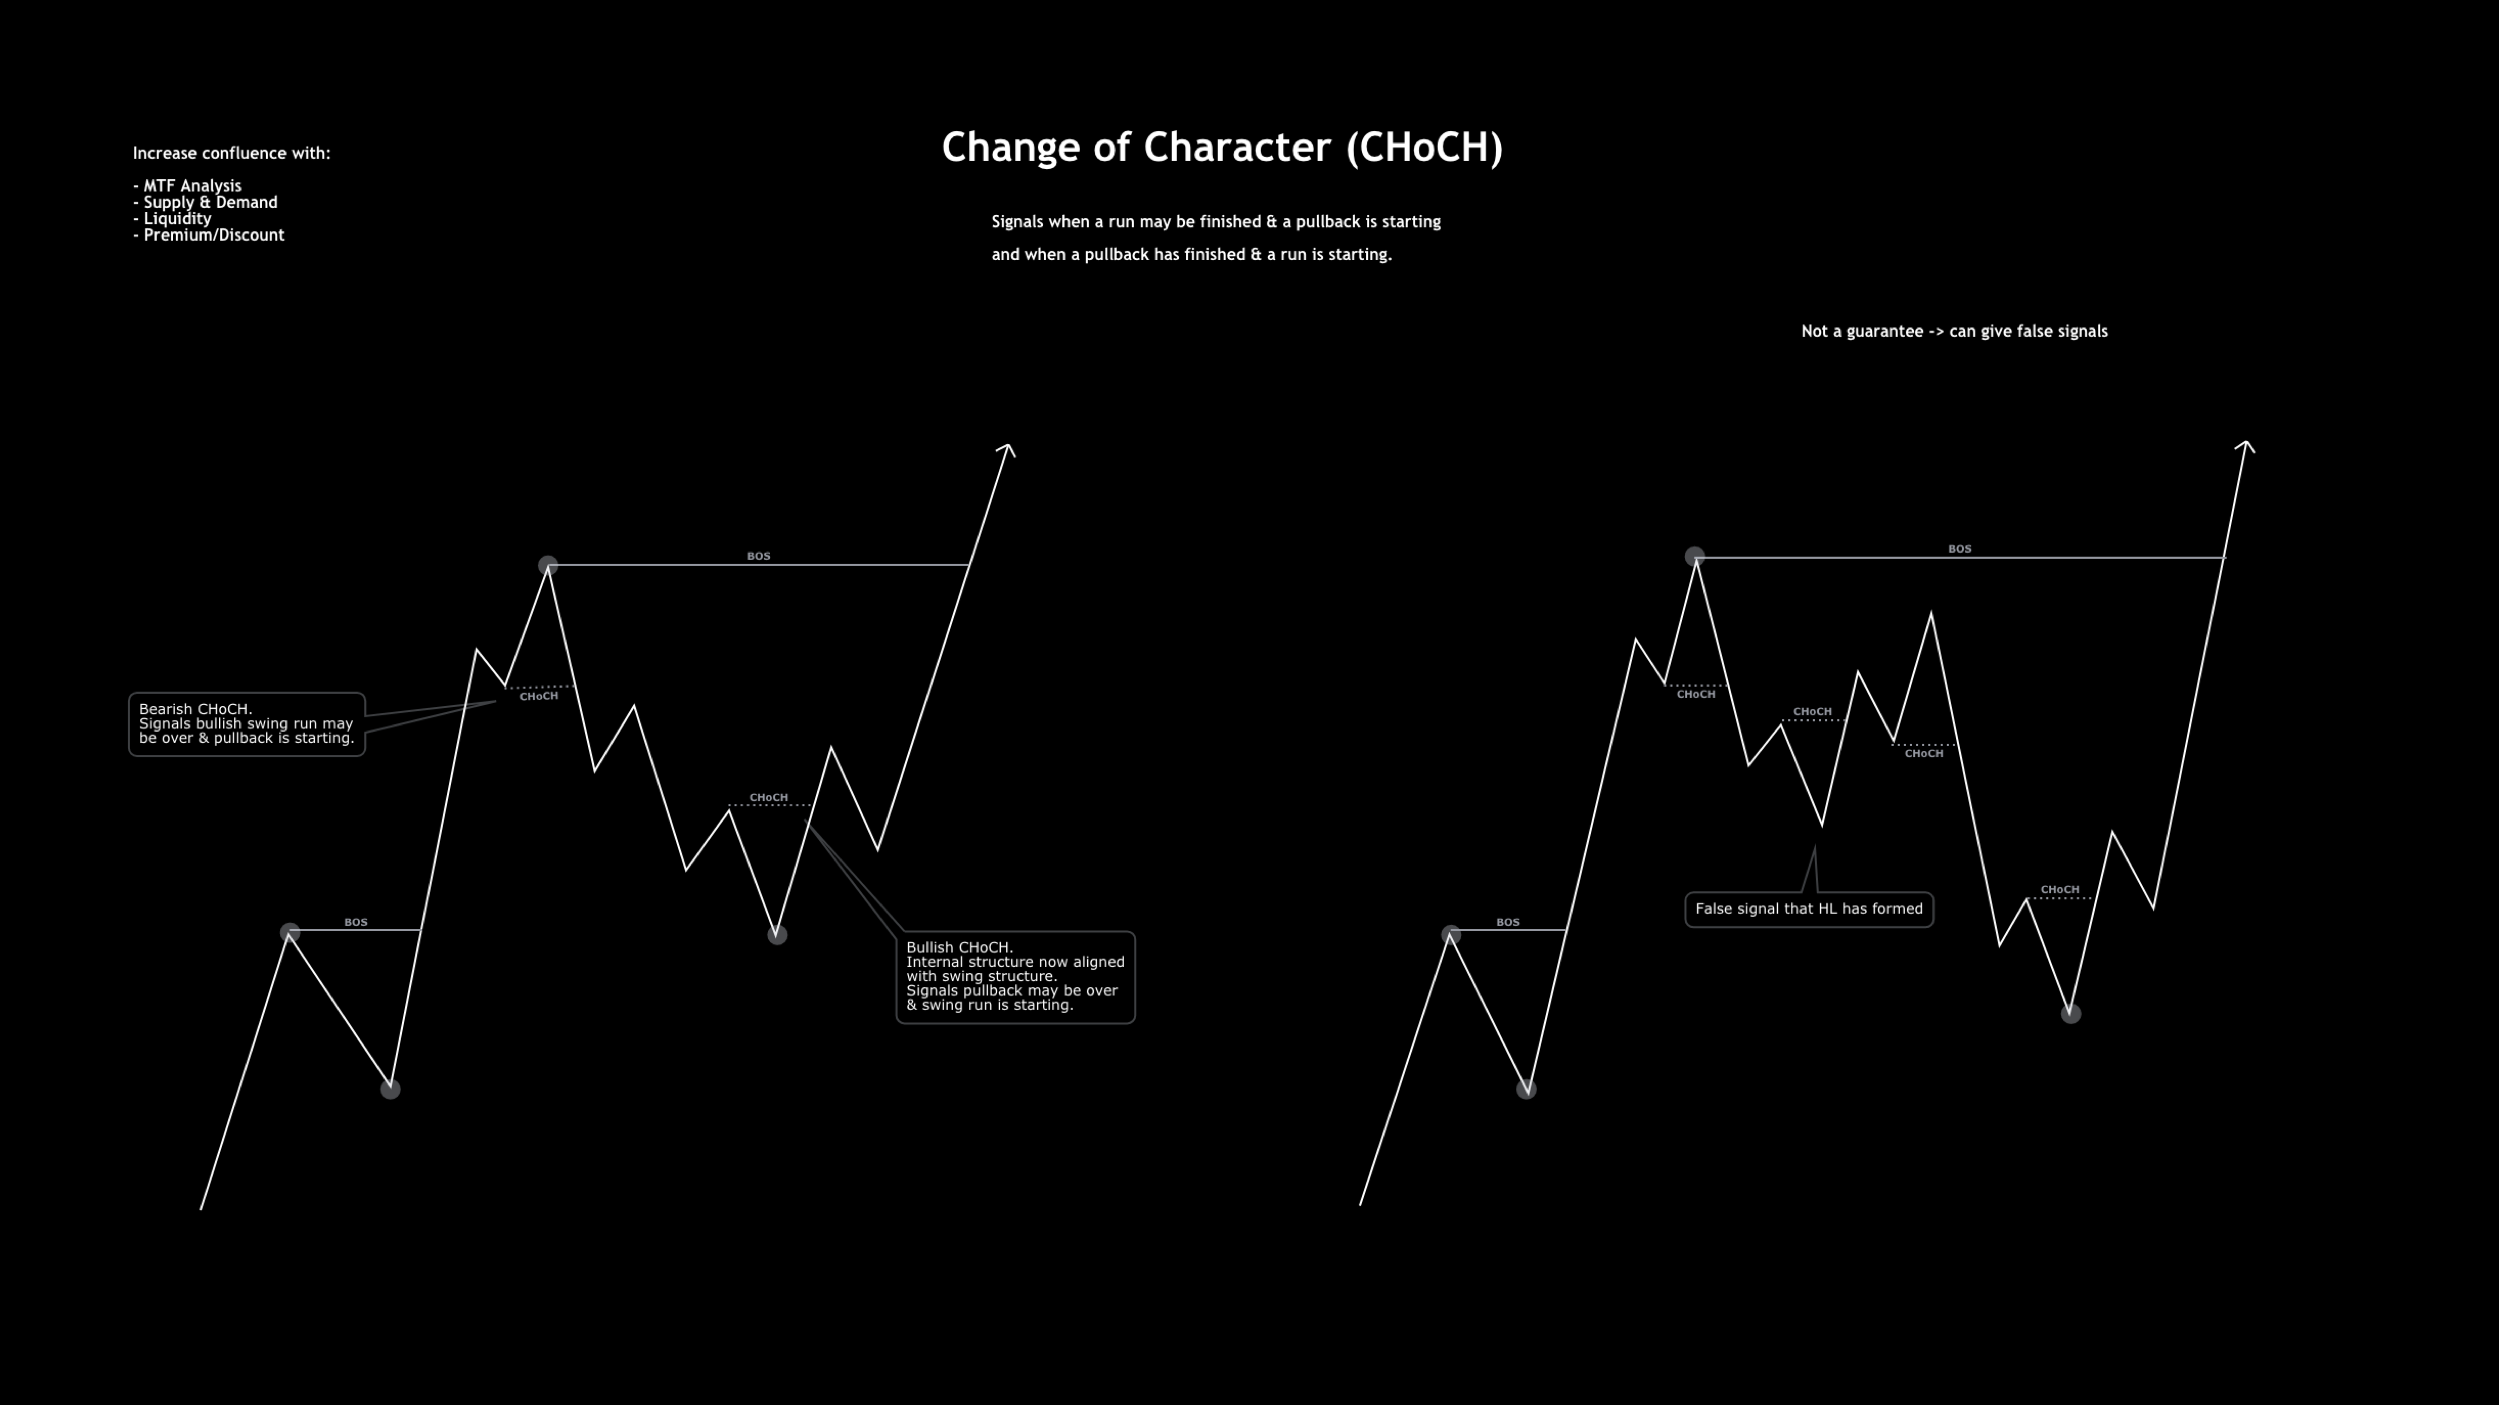 Change of Character (CHoCH)
Increase confluence with:
- MTF Analysis
- Supply & Demand
- Liquidity
- Premium/Discount
Signals when a run may be finished & a pullback is starting
and when a pullback has finished & a run is starting.
Not a guarantee -> can give false signals
BOS
CHoCH
Bearish CHoCH.
Signals bullish swing run may
be over & pullback is starting.
CHoCH
BOS
Bullish CHoCH.
Internal structure now aligned
with swing structure.
Signals pullback may be over
& swing run is starting.
BOS
CHoCH
CHoCH
CHoCH
CHoCH
False signal that HL has formed
BOS